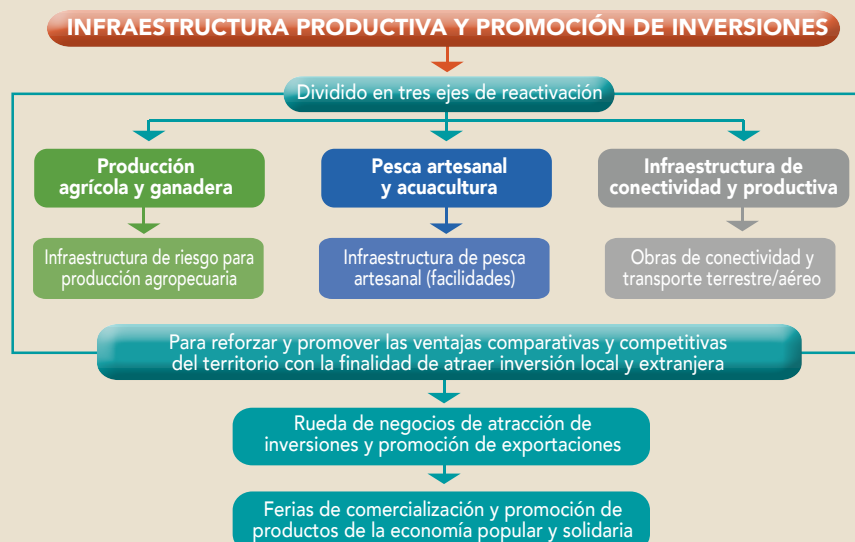 INFRAESTRUCTURA PRODUCTIVA Y PROMOCIÓN DE INVERSIONES
Dividido en tres ejes de reactivación
Producción
agrícola y ganadera
Pesca artesanal
y acuacultura
Infraestructura de
conectividad y productiva
Infraestructura de riesgo para
producción agropecuaria
Infraestructura de pesca
artesanal (facilidades)
Obras de conectividad y
transporte terrestre/aéreo
Para reforzar y promover las ventajas comparativas y competitivas
del territorio con la finalidad de atraer inversión local y extranjera
Rueda de negocios de atracción de
inversiones y promoción de exportaciones
Ferias de comercialización y promoción de
productos de la economía popular y solidaria